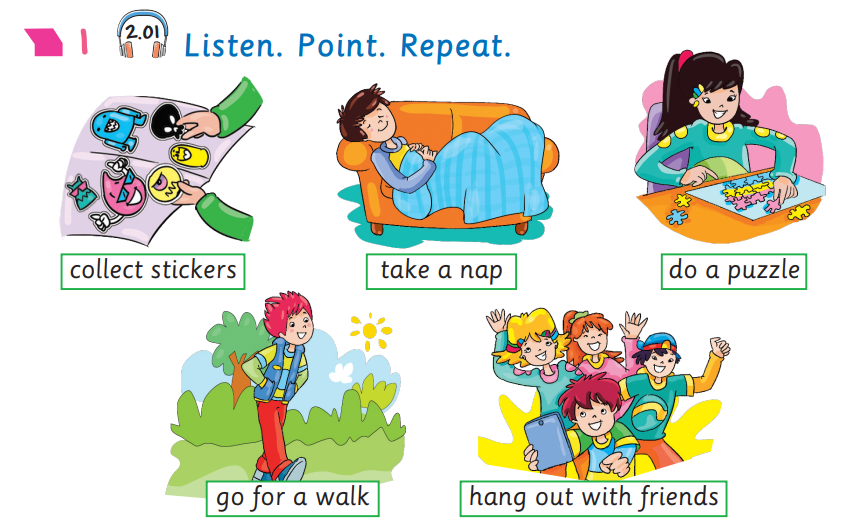 1 2.01 Listen. Point. Repeat.
collect stickers
take a nap
do a puzzle
go for a walk
hang out with friends